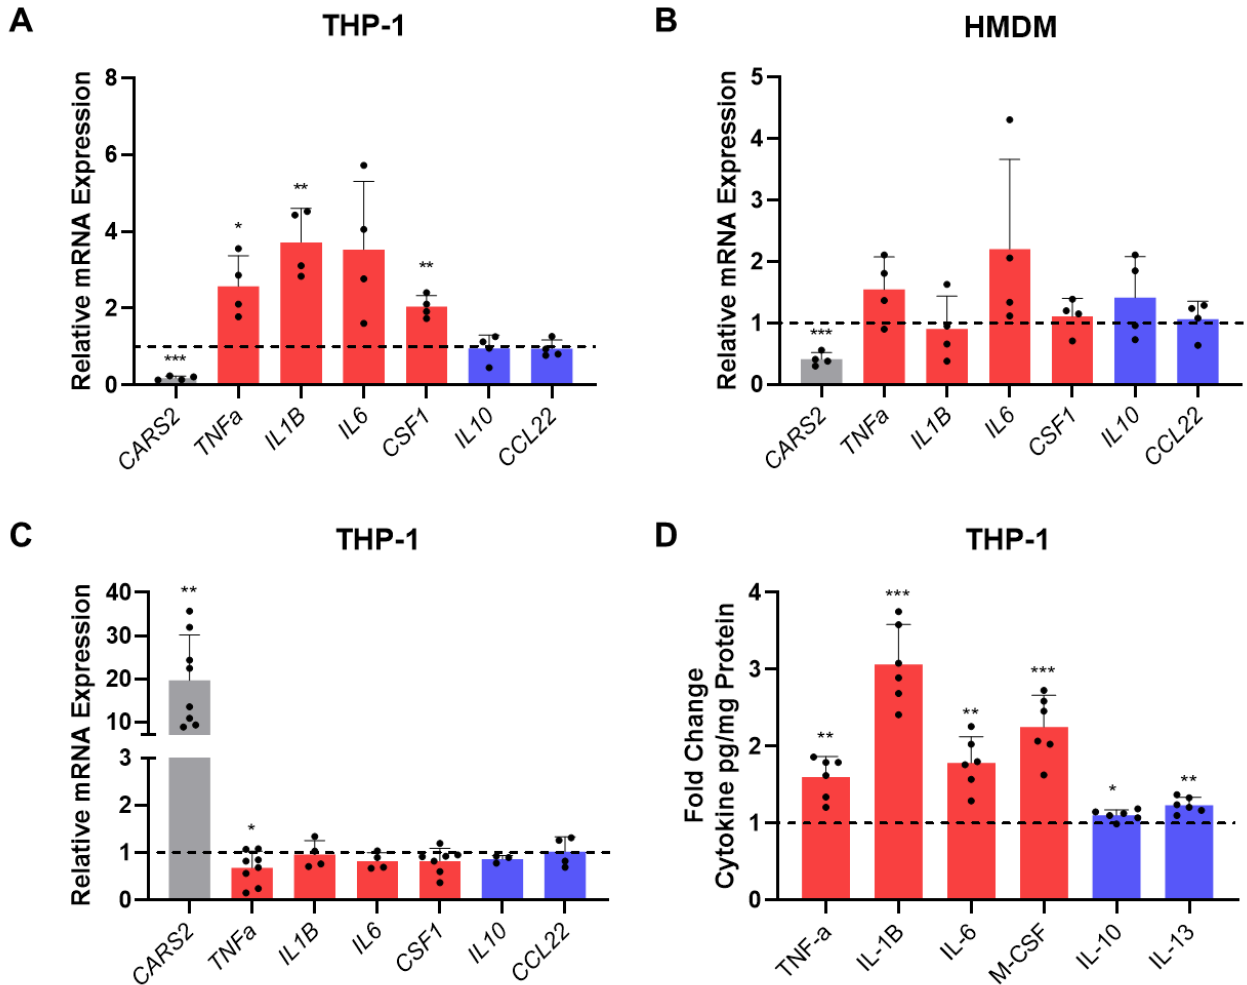 A
THP-1
Relative mRNA Expression
8
6
4
2
0
***
*
**
**
CARS2
TNFa
IL1B
IL6
CSF1
IL10
CCL22
B
HMDM
Relative mRNA Expression
5
4
3
2
1
0
***
CARS2
TNFa
IL1B
IL6
CSF1
IL10
CCL22
C
THP-1
Relative mRNA Expression
40
30
20
10
3
2
1
0
**
*
CARS2
TNFa
IL1B
IL6
CSF1
IL10
CCL22
D
THP-1
Fold Change
Cytokine pg/mg Protein
4
3
2
1
0
**
***
**
***
*
**
TNF-a
IL-1B
IL-6
M-CSF
IL-10
IL-13